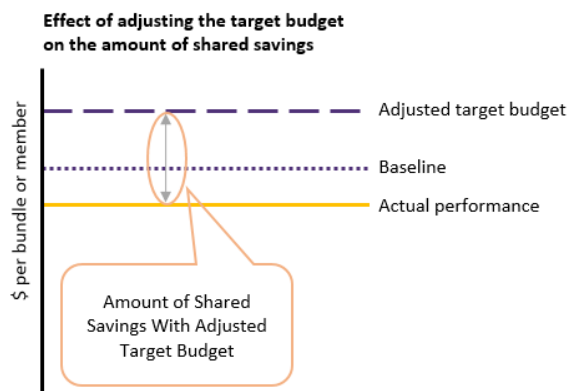 Effect of adjusting the target budget
on the amount of shared savings
$ per bundle or member
Adjusted target budget
Baseline
Actual performance
Amount of Shared
Savings With Adjusted
Target Budget